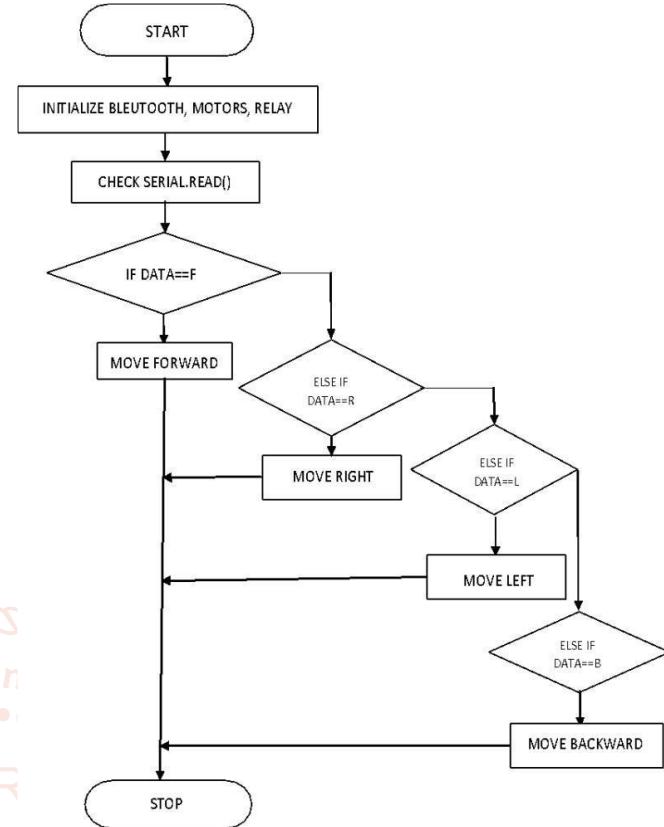 START
INITIALIZE BLEUTOOTH, MOTORS, RELAY
CHECK SERIAL.READ()
IF DATA==F
MOVE FORWARD
ELSE IF
DATA==R
MOVE RIGHT
ELSE IF
DATA==L
MOVE LEFT
ELSE IF
DATA==B
MOVE BACKWARD
STOP